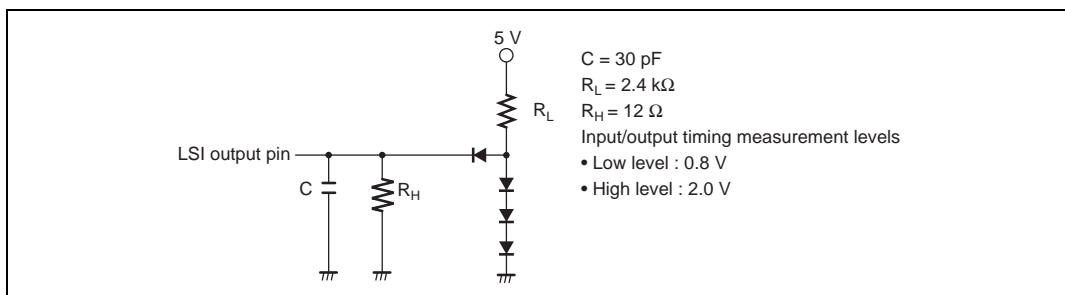 5 V
C = 30 pF
R_L = 2.4 kΩ
R_L
R_H = 12 Ω
Input/output timing measurement levels
LSI output pin
• Low level : 0.8 V
• High level : 2.0 V
C
R_H